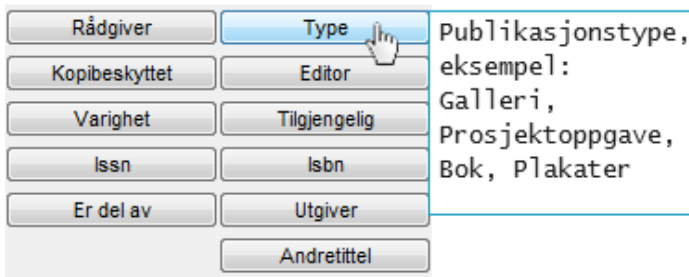 Rådgiver Type
Kopibeskyttet Editor
Varighet Tilgjengelig
Issn Isbn
Er del av Utgiver
Andretittel
Publikasjonstype,
eksempel:
Galleri,
Prosjektoppgave,
Bok, Plakater